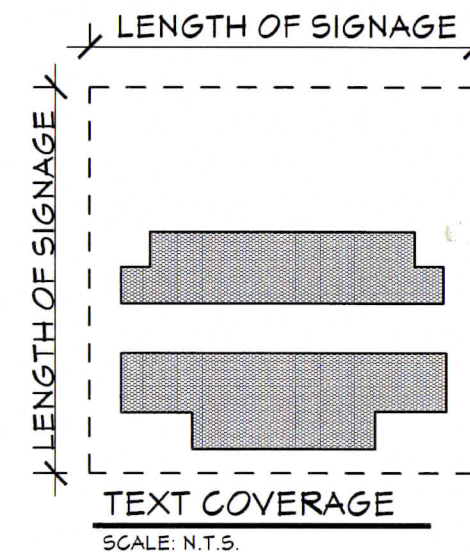 LENGTH OF SIGNAGE
LENGTH OF SIGNAGE
TEXT COVERAGE
SCALE: N.T.S.